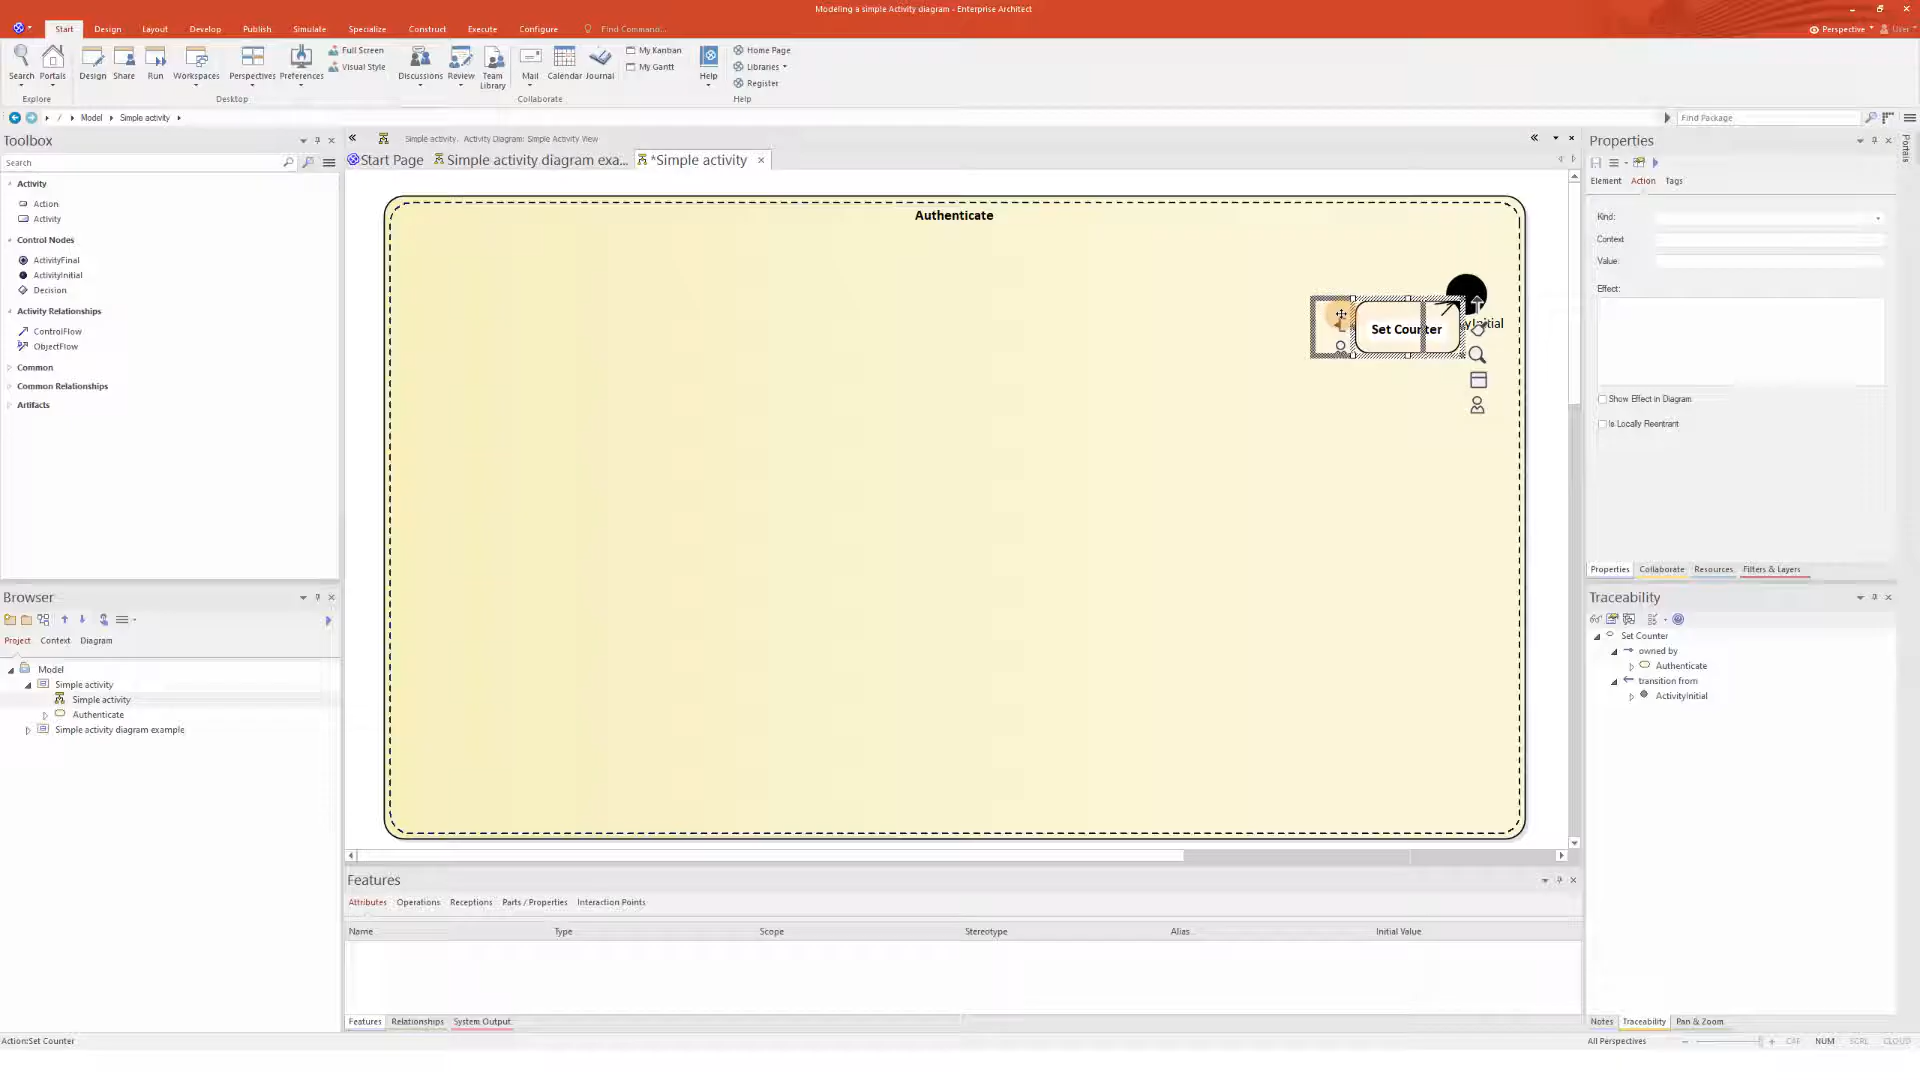 Modeling a simple Activity diagram - Enterprise Architect
Start Design Layout Develop Publish Simulate Specialize Construct Execute Configure Find Command... Perspective User
Search Portals Design Share Run Workspaces Perspectives Preferences Full Screen Visual Style Discussions Review Team Library Mail Calendar Journal My Kanban My Gantt Help Home Page Libraries Register
Explore Desktop Collaborate Help
/ Model Simple activity
Find Package
Toolbox
Search
Activity
Action
Activity
Control Nodes
ActivityFinal
ActivityInitial
Decision
Activity Relationships
ControlFlow
ObjectFlow
Common
Common Relationships
Artifacts
Browser
Project Context Diagram
Model
Simple activity
Simple activity
Authenticate
Simple activity diagram example
Simple activity. Activity Diagram: Simple Activity View
Start Page Simple activity diagram exa... *Simple activity
Authenticate
Set Counter
yInitial
Features
Attributes Operations Receptions Parts / Properties Interaction Points
Name Type Scope Stereotype Alias Initial Value
Features Relationships System Output
Properties
Portals
Element Action Tags
Kind:
Context
Value:
Effect:
Show Effect in Diagram
Is Locally Reentrant
Properties Collaborate Resources Filters & Layers
Traceability
Set Counter
owned by
Authenticate
transition from
ActivityInitial
Notes Traceability Pan & Zoom
Action:Set Counter
All Perspectives - + CAP NUM SCRL CLOUD